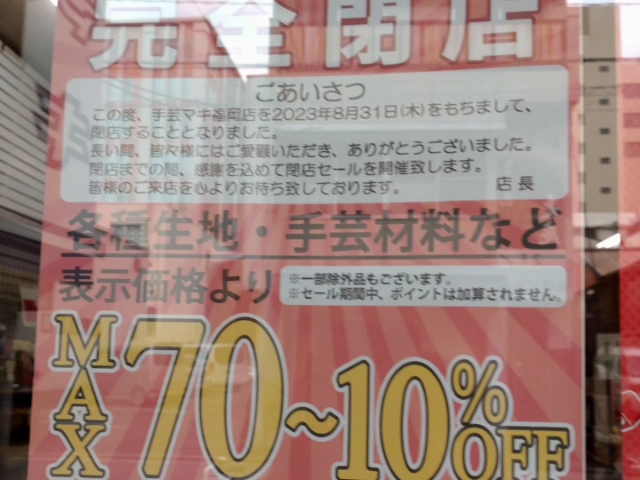 完全閉店
ごあいさつ
この度、手芸マキ福岡店を2023年8月31日(木)をもちまして、
閉店することとなりました。
長い間、皆々様にはご愛顧いただき、ありがとうございました。
閉店までの間、感謝を込めて閉店セールを開催致します。
皆様のご来店を心よりお待ち致しております。
店長
各種生地・手芸材料など
表示価格より
※一部除外品もございます。
※セール期間中、ポイントは加算されません。
MAX70~10%OFF